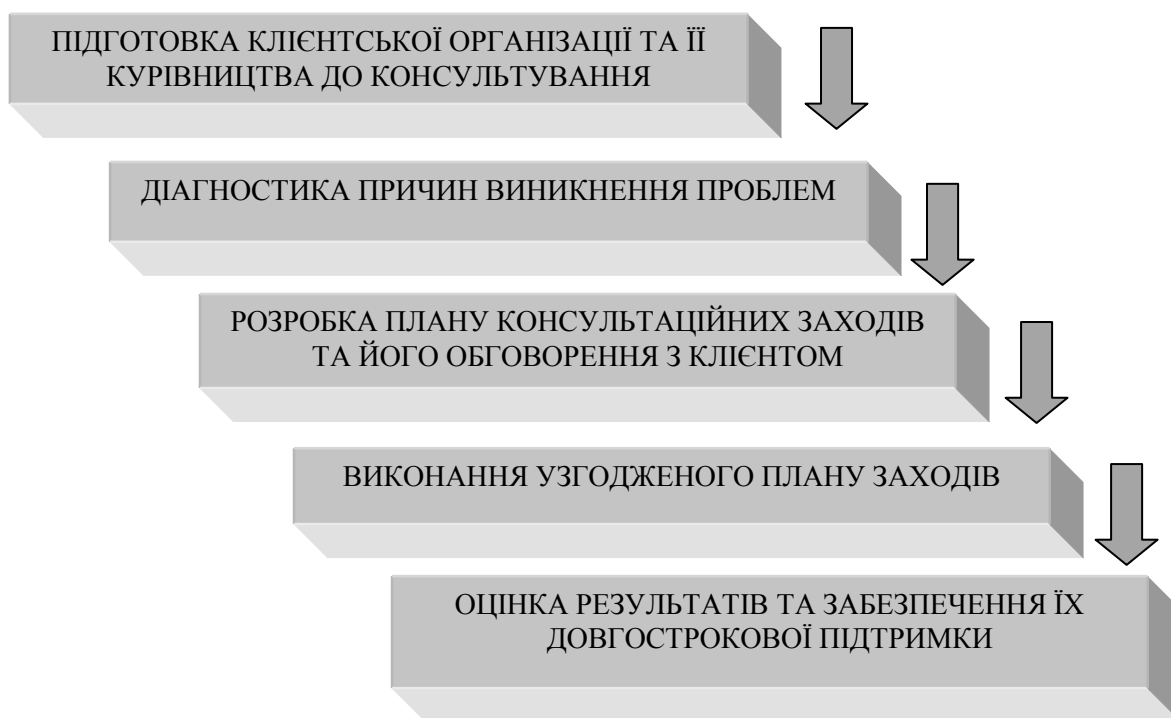 ПІДГОТОВКА КЛІЄНТСЬКОЇ ОРГАНІЗАЦІЇ ТА ЇЇ
КУРІВНИЦТВА ДО КОНСУЛЬТУВАННЯ
ДІАГНОСТИКА ПРИЧИН ВИНИКНЕННЯ ПРОБЛЕМ
РОЗРОБКА ПЛАНУ КОНСУЛЬТАЦІЙНИХ ЗАХОДІВ
ТА ЙОГО ОБГОВОРЕННЯ З КЛІЄНТОМ
ВИКОНАННЯ УЗГОДЖЕНОГО ПЛАНУ ЗАХОДІВ
ОЦІНКА РЕЗУЛЬТАТІВ ТА ЗАБЕЗПЕЧЕННЯ ЇХ
ДОВГОСТРОКОВОЇ ПІДТРИМКИ